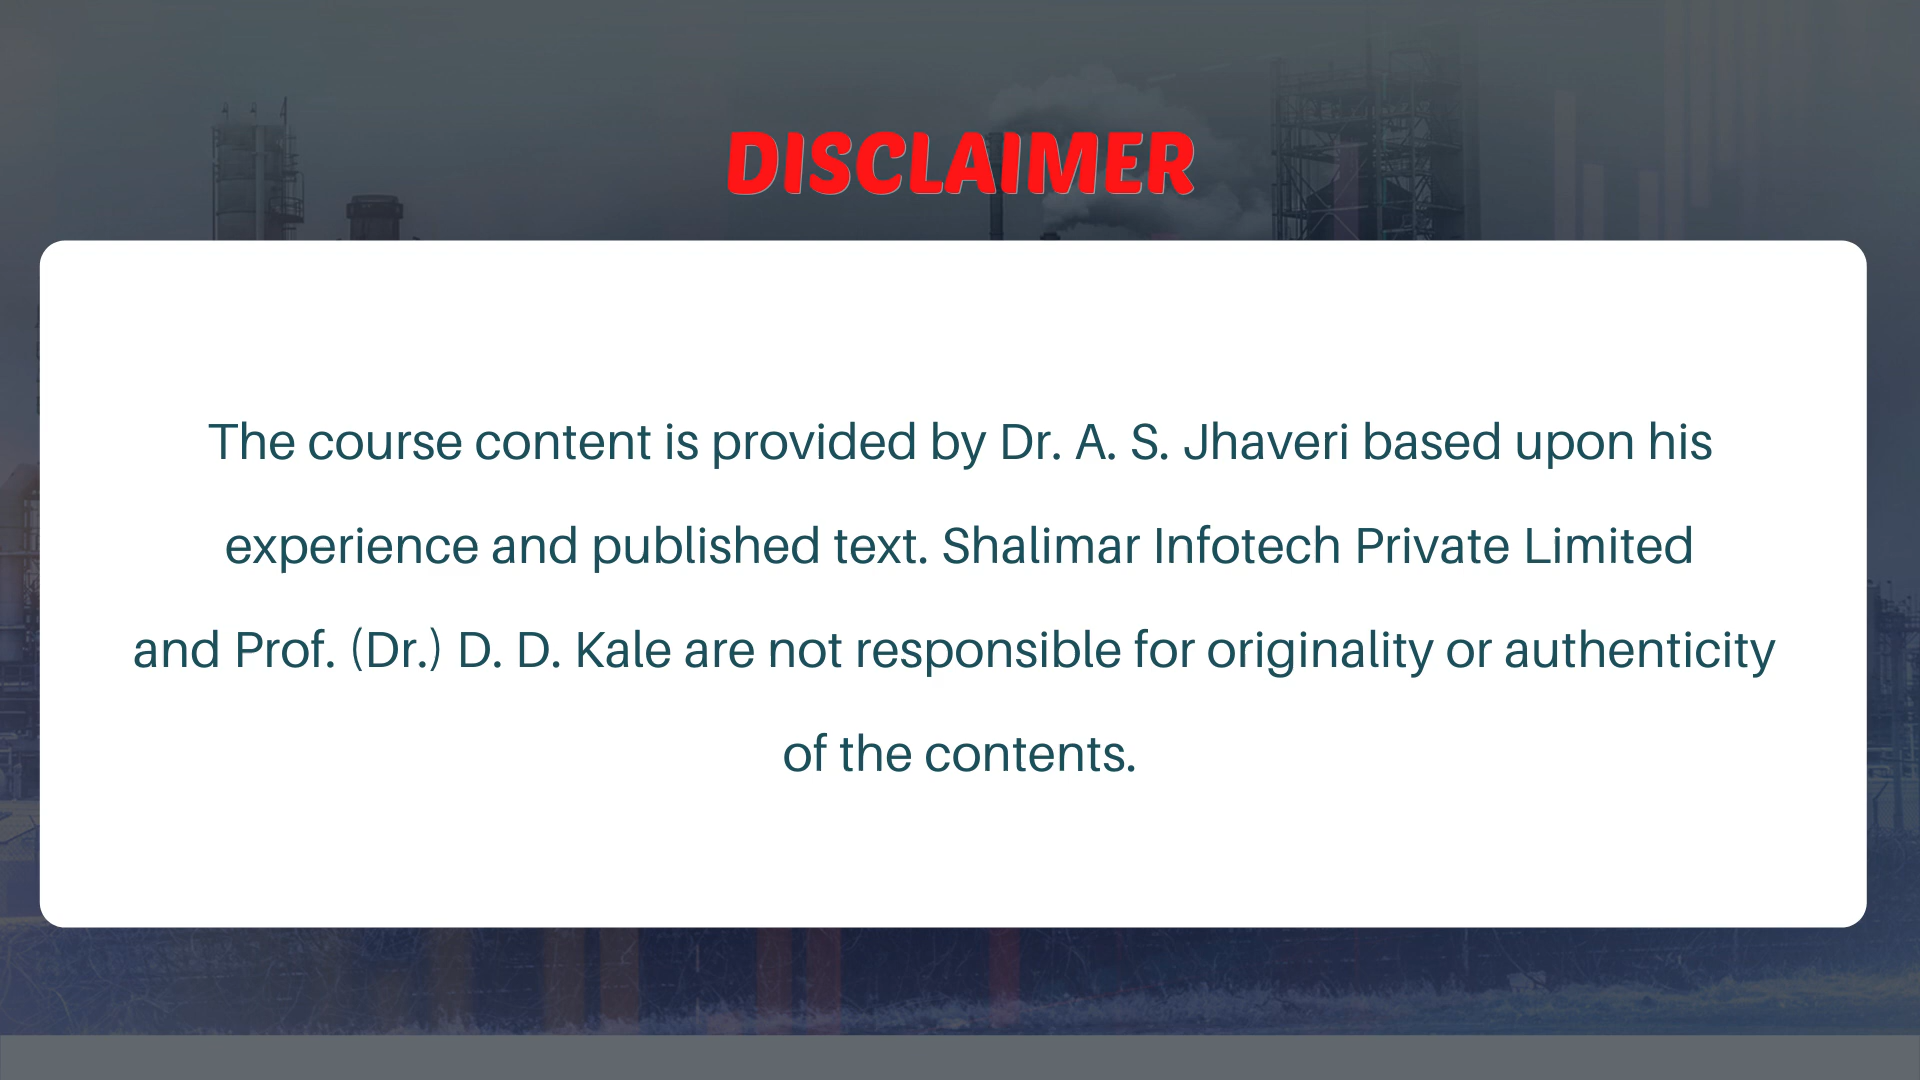 DISCLAIMER
The course content is provided by Dr. A. S. Jhaveri based upon his
experience and published text. Shalimar Infotech Private Limited
and Prof. (Dr.) D. D. Kale are not responsible for originality or authenticity
of the contents.